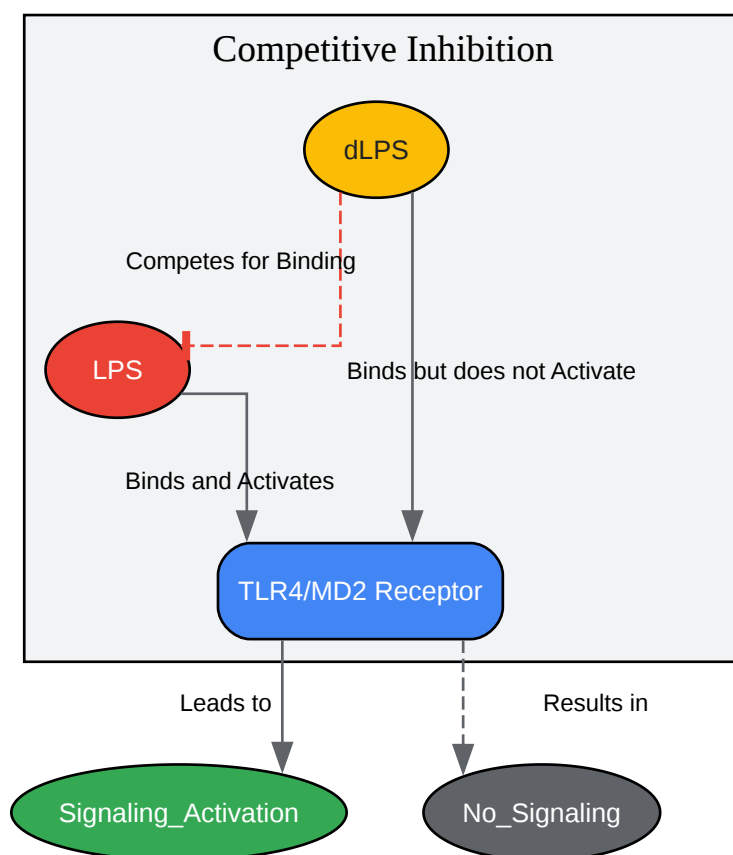 Competitive Inhibition
dLPS
Competes for Binding
LPS
Binds but does not Activate
Binds and Activates
TLR4/MD2 Receptor
Leads to
Results in
Signaling_Activation
No_Signaling